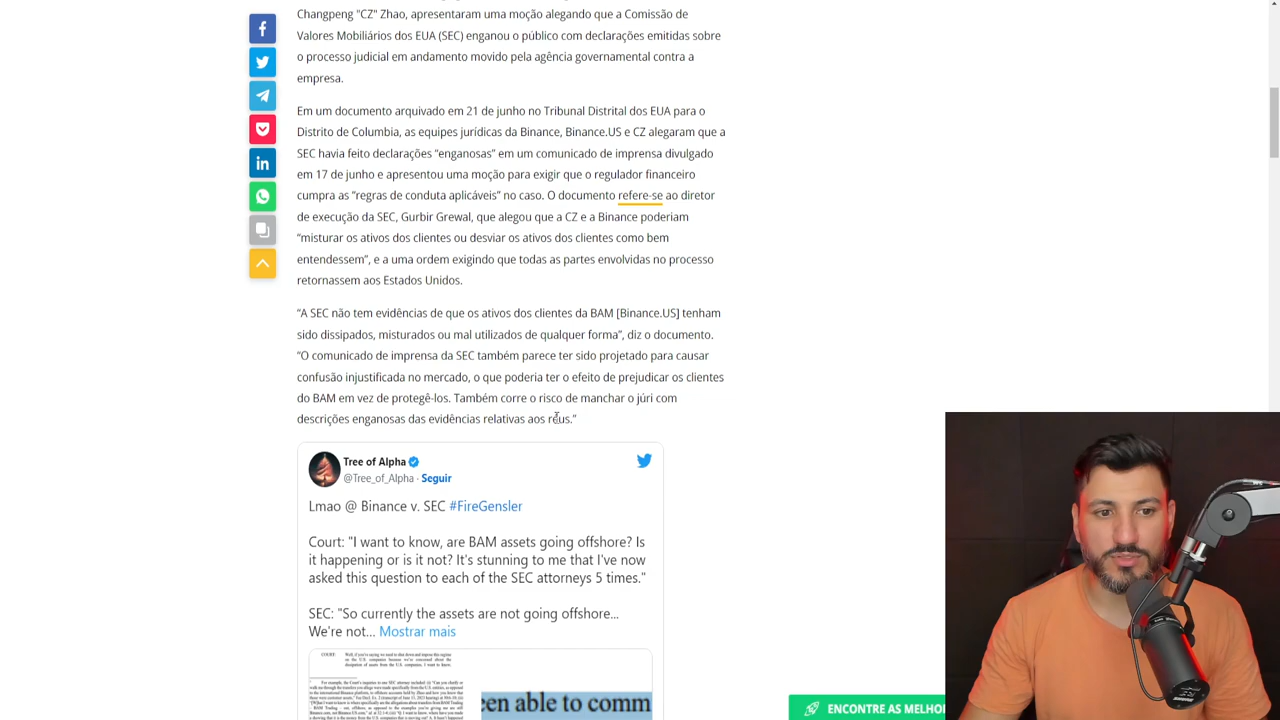 Changpeng "CZ" Zhao, apresentaram uma moção alegando que a Comissão de
Valores Mobiliários dos EUA (SEC) enganou o público com declarações emitidas sobre
o processo judicial em andamento movido pela agência governamental contra a
empresa.
Em um documento arquivado em 21 de junho no Tribunal Distrital dos EUA para o
Distrito de Columbia, as equipes jurídicas da Binance, Binance.US e CZ alegaram que a
SEC havia feito declarações “enganosas” em um comunicado de imprensa divulgado
em 17 de junho e apresentou uma moção para exigir que o regulador financeiro
cumpra as “regras de conduta aplicáveis” no caso. O documento refere-se ao diretor
de execução da SEC, Gurbir Grewal, que alegou que a CZ e a Binance poderiam
“misturar os ativos dos clientes ou desviar os ativos dos clientes como bem
entendessem”, e a uma ordem exigindo que todas as partes envolvidas no processo
retornassem aos Estados Unidos.
“A SEC não tem evidências de que os ativos dos clientes da BAM [Binance.US] tenham
sido dissipados, misturados ou mal utilizados de qualquer forma”, diz o documento.
“O comunicado de imprensa da SEC também parece ter sido projetado para causar
confusão injustificada no mercado, o que poderia ter o efeito de prejudicar os clientes
do BAM em vez de protegê-los. Também corre o risco de manchar o júri com
descrições enganosas das evidências relativas aos réus.”
Tree of Alpha
@Tree_of_Alpha · Seguir
Lmao @ Binance v. SEC #FireGensler
Court: "I want to know, are BAM assets going offshore? Is
it happening or is it not? It's stunning to me that I've now
asked this question to each of the SEC attorneys 5 times."
SEC: "So currently the assets are not going offshore...
We're not... Mostrar mais
ENCONTRE AS MELHO